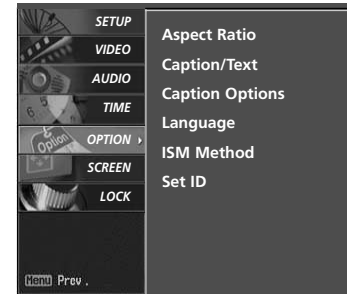 SETUP
VIDEO
AUDIO
TIME
OPTION
SCREEN
LOCK
Menu Prev.
Aspect Ratio
Caption/Text
Caption Options
Language
ISM Method
Set ID